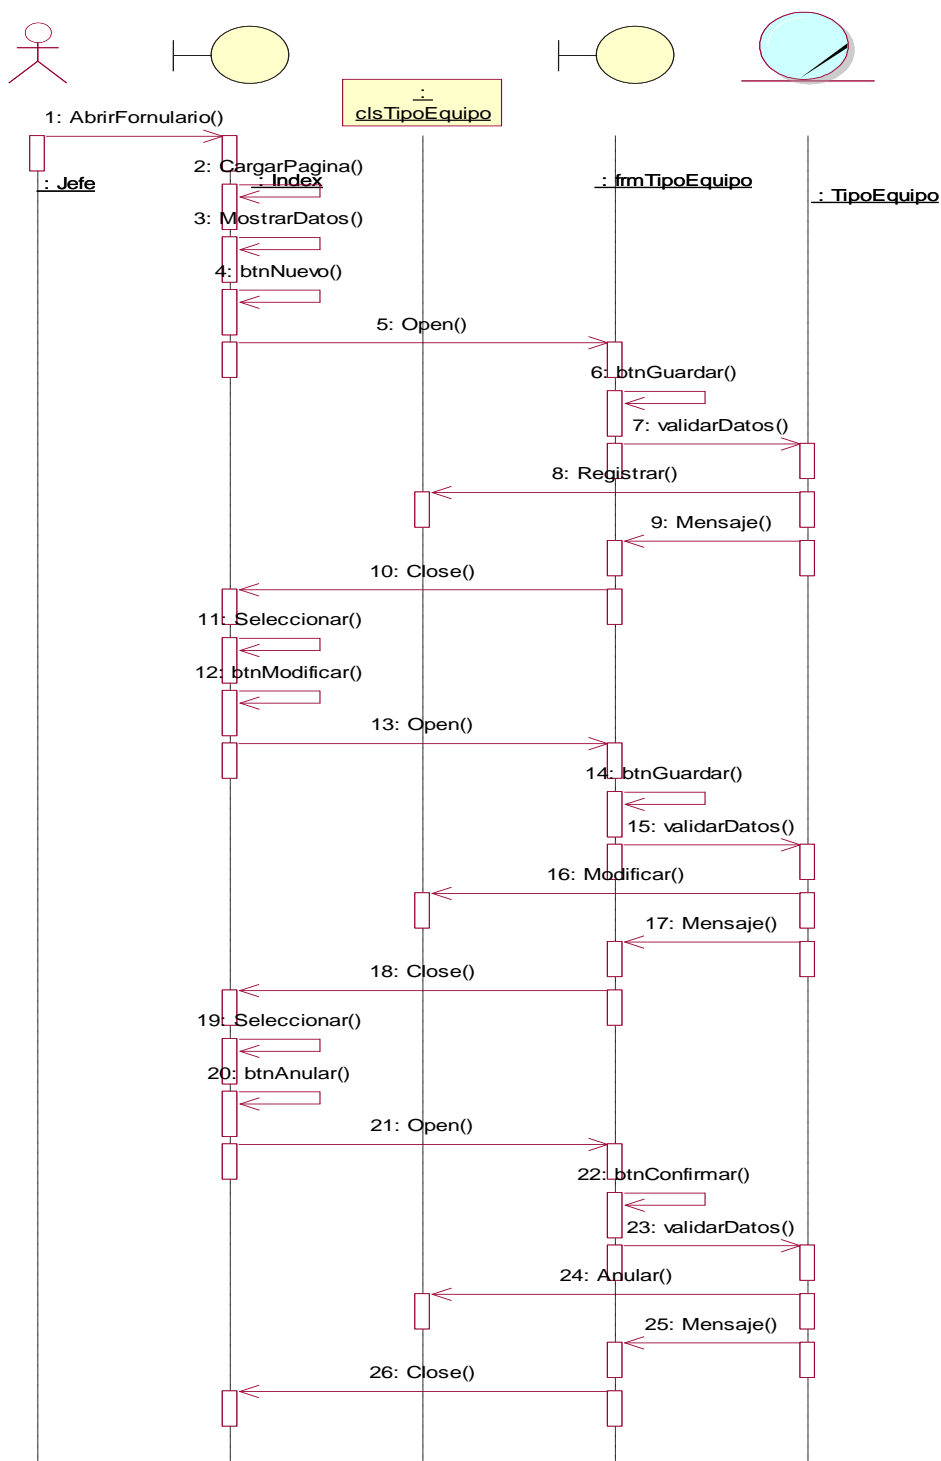 :
clsTipoEquipo
1: AbrirFornulario()
2: CargarPagina()
: Jefe
: Index
: frmTipoEquipo
: TipoEquipo
3: MostrarDatos()
4: btnNuevo()
5: Open()
6: btnGuardar()
7: validarDatos()
8: Registrar()
9: Mensaje()
10: Close()
11: Seleccionar()
12: btnModificar()
13: Open()
14: btnGuardar()
15: validarDatos()
16: Modificar()
17: Mensaje()
18: Close()
19: Seleccionar()
20: btnAnular()
21: Open()
22: btnConfirmar()
23: validarDatos()
24: Anular()
25: Mensaje()
26: Close()